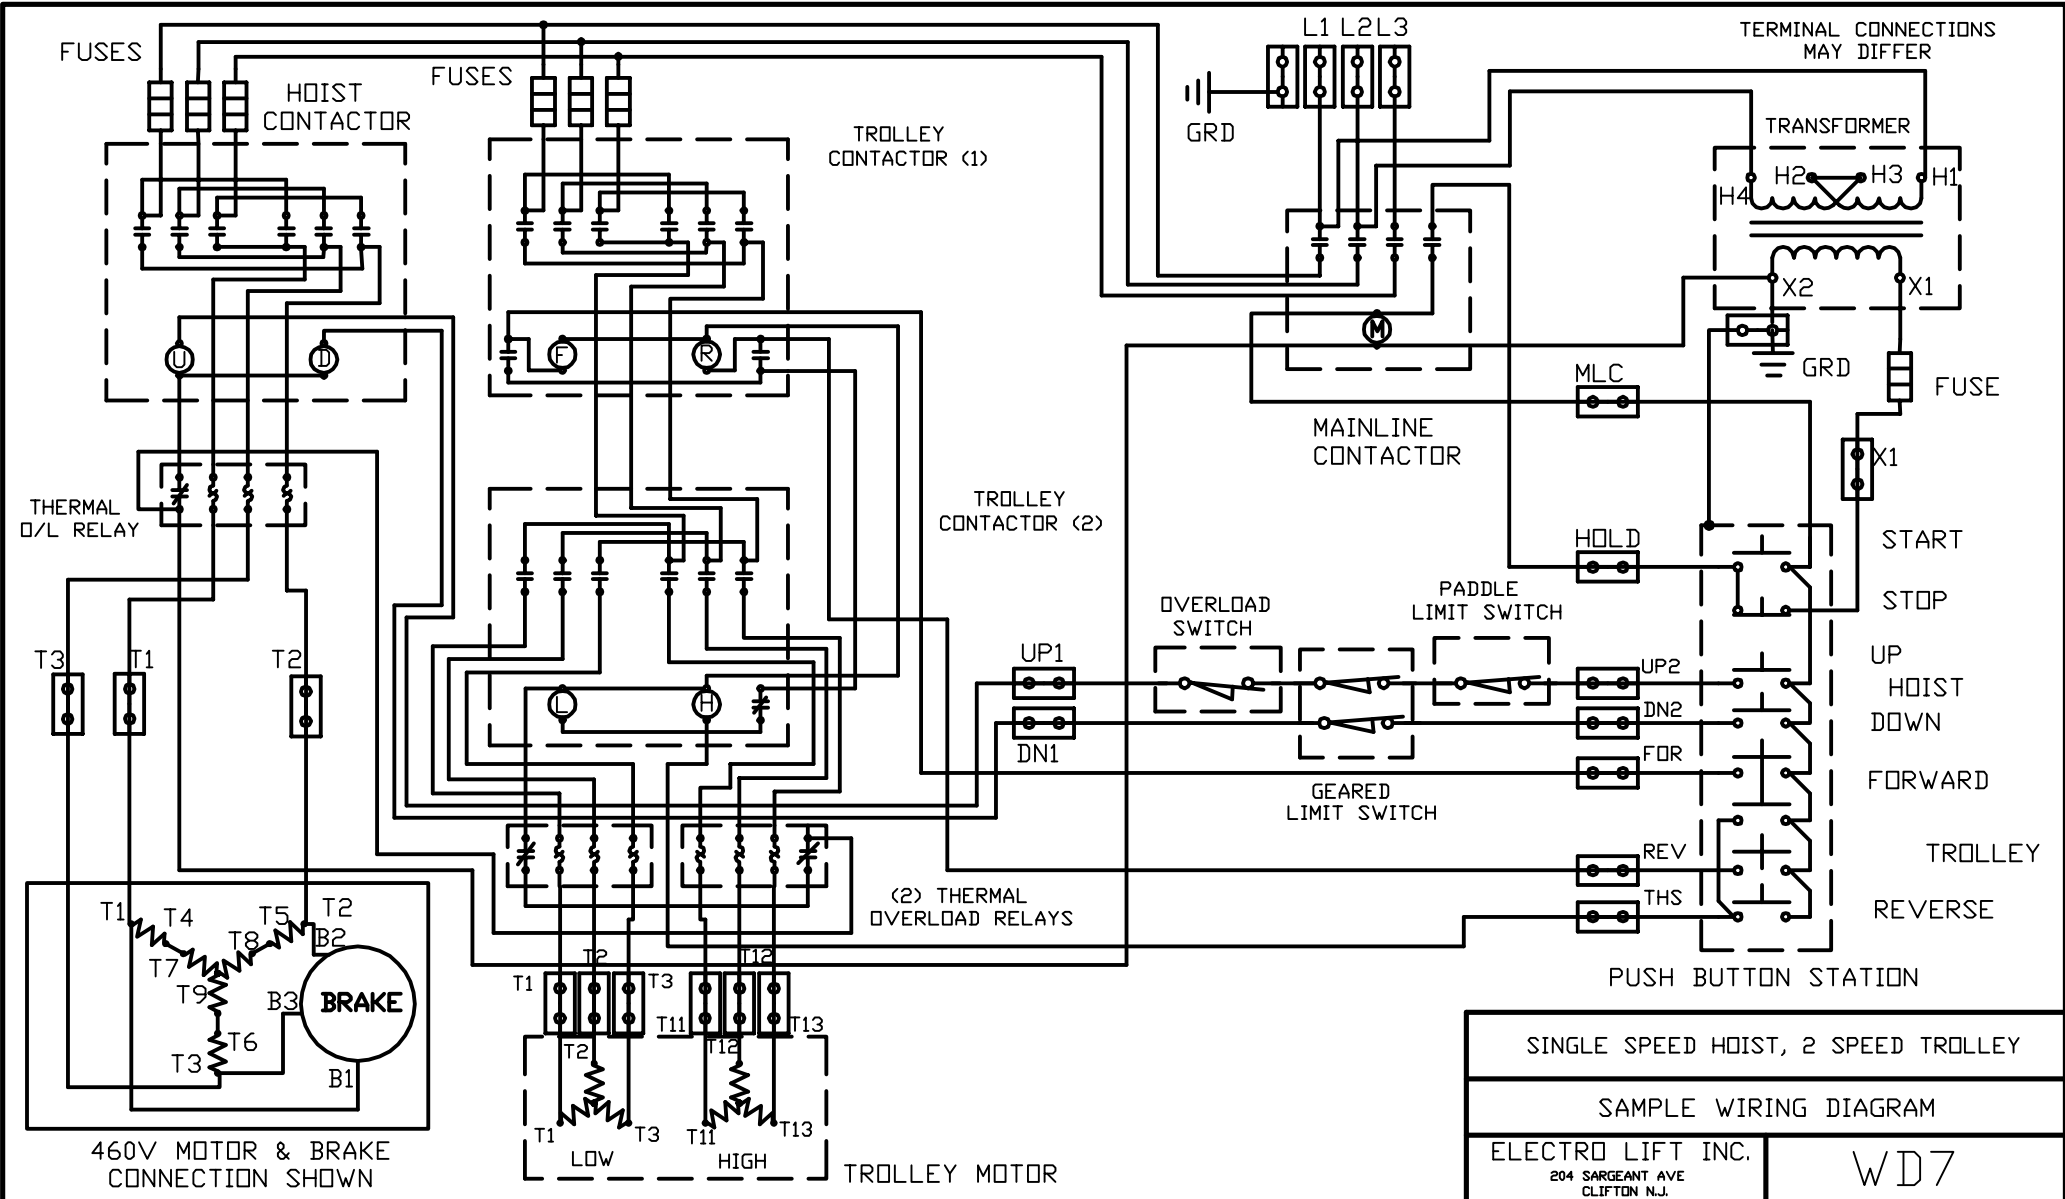 L1 L2 L3
TERMINAL CONNECTIONS
MAY DIFFER
FUSES
FUSES
HOIST
CONTACTOR
GRD
TROLLEY
CONTACTOR (1)
TRANSFORMER
H4
H2
H3
H1
X2
X1
U
D
F
R
M
GRD
FUSE
MLC
MAINLINE
CONTACTOR
X1
THERMAL
O/L RELAY
TROLLEY
CONTACTOR (2)
HOLD
START
STOP
PADDLE
LIMIT SWITCH
OVERLOAD
SWITCH
T3
T1
T2
UP1
UP2
UP
HOIST
L
H
DN1
DN2
DOWN
FOR
FORWARD
GEARED
LIMIT SWITCH
REV
TROLLEY
THS
REVERSE
(2) THERMAL
OVERLOAD RELAYS
PUSH BUTTON STATION
T1
T4
T5
T2
B2
T8
T7
T9
B3
BRAKE
T6
T3
B1
T1
T2
T3
T12
T11
T13
T2
T12
T1
T3
T11
T13
LOW
HIGH
TROLLEY MOTOR
460V MOTOR & BRAKE
CONNECTION SHOWN
SINGLE SPEED HOIST, 2 SPEED TROLLEY
SAMPLE WIRING DIAGRAM
ELECTRO LIFT INC.
204 SARGEANT AVE
CLIFTON N.J.
WD7